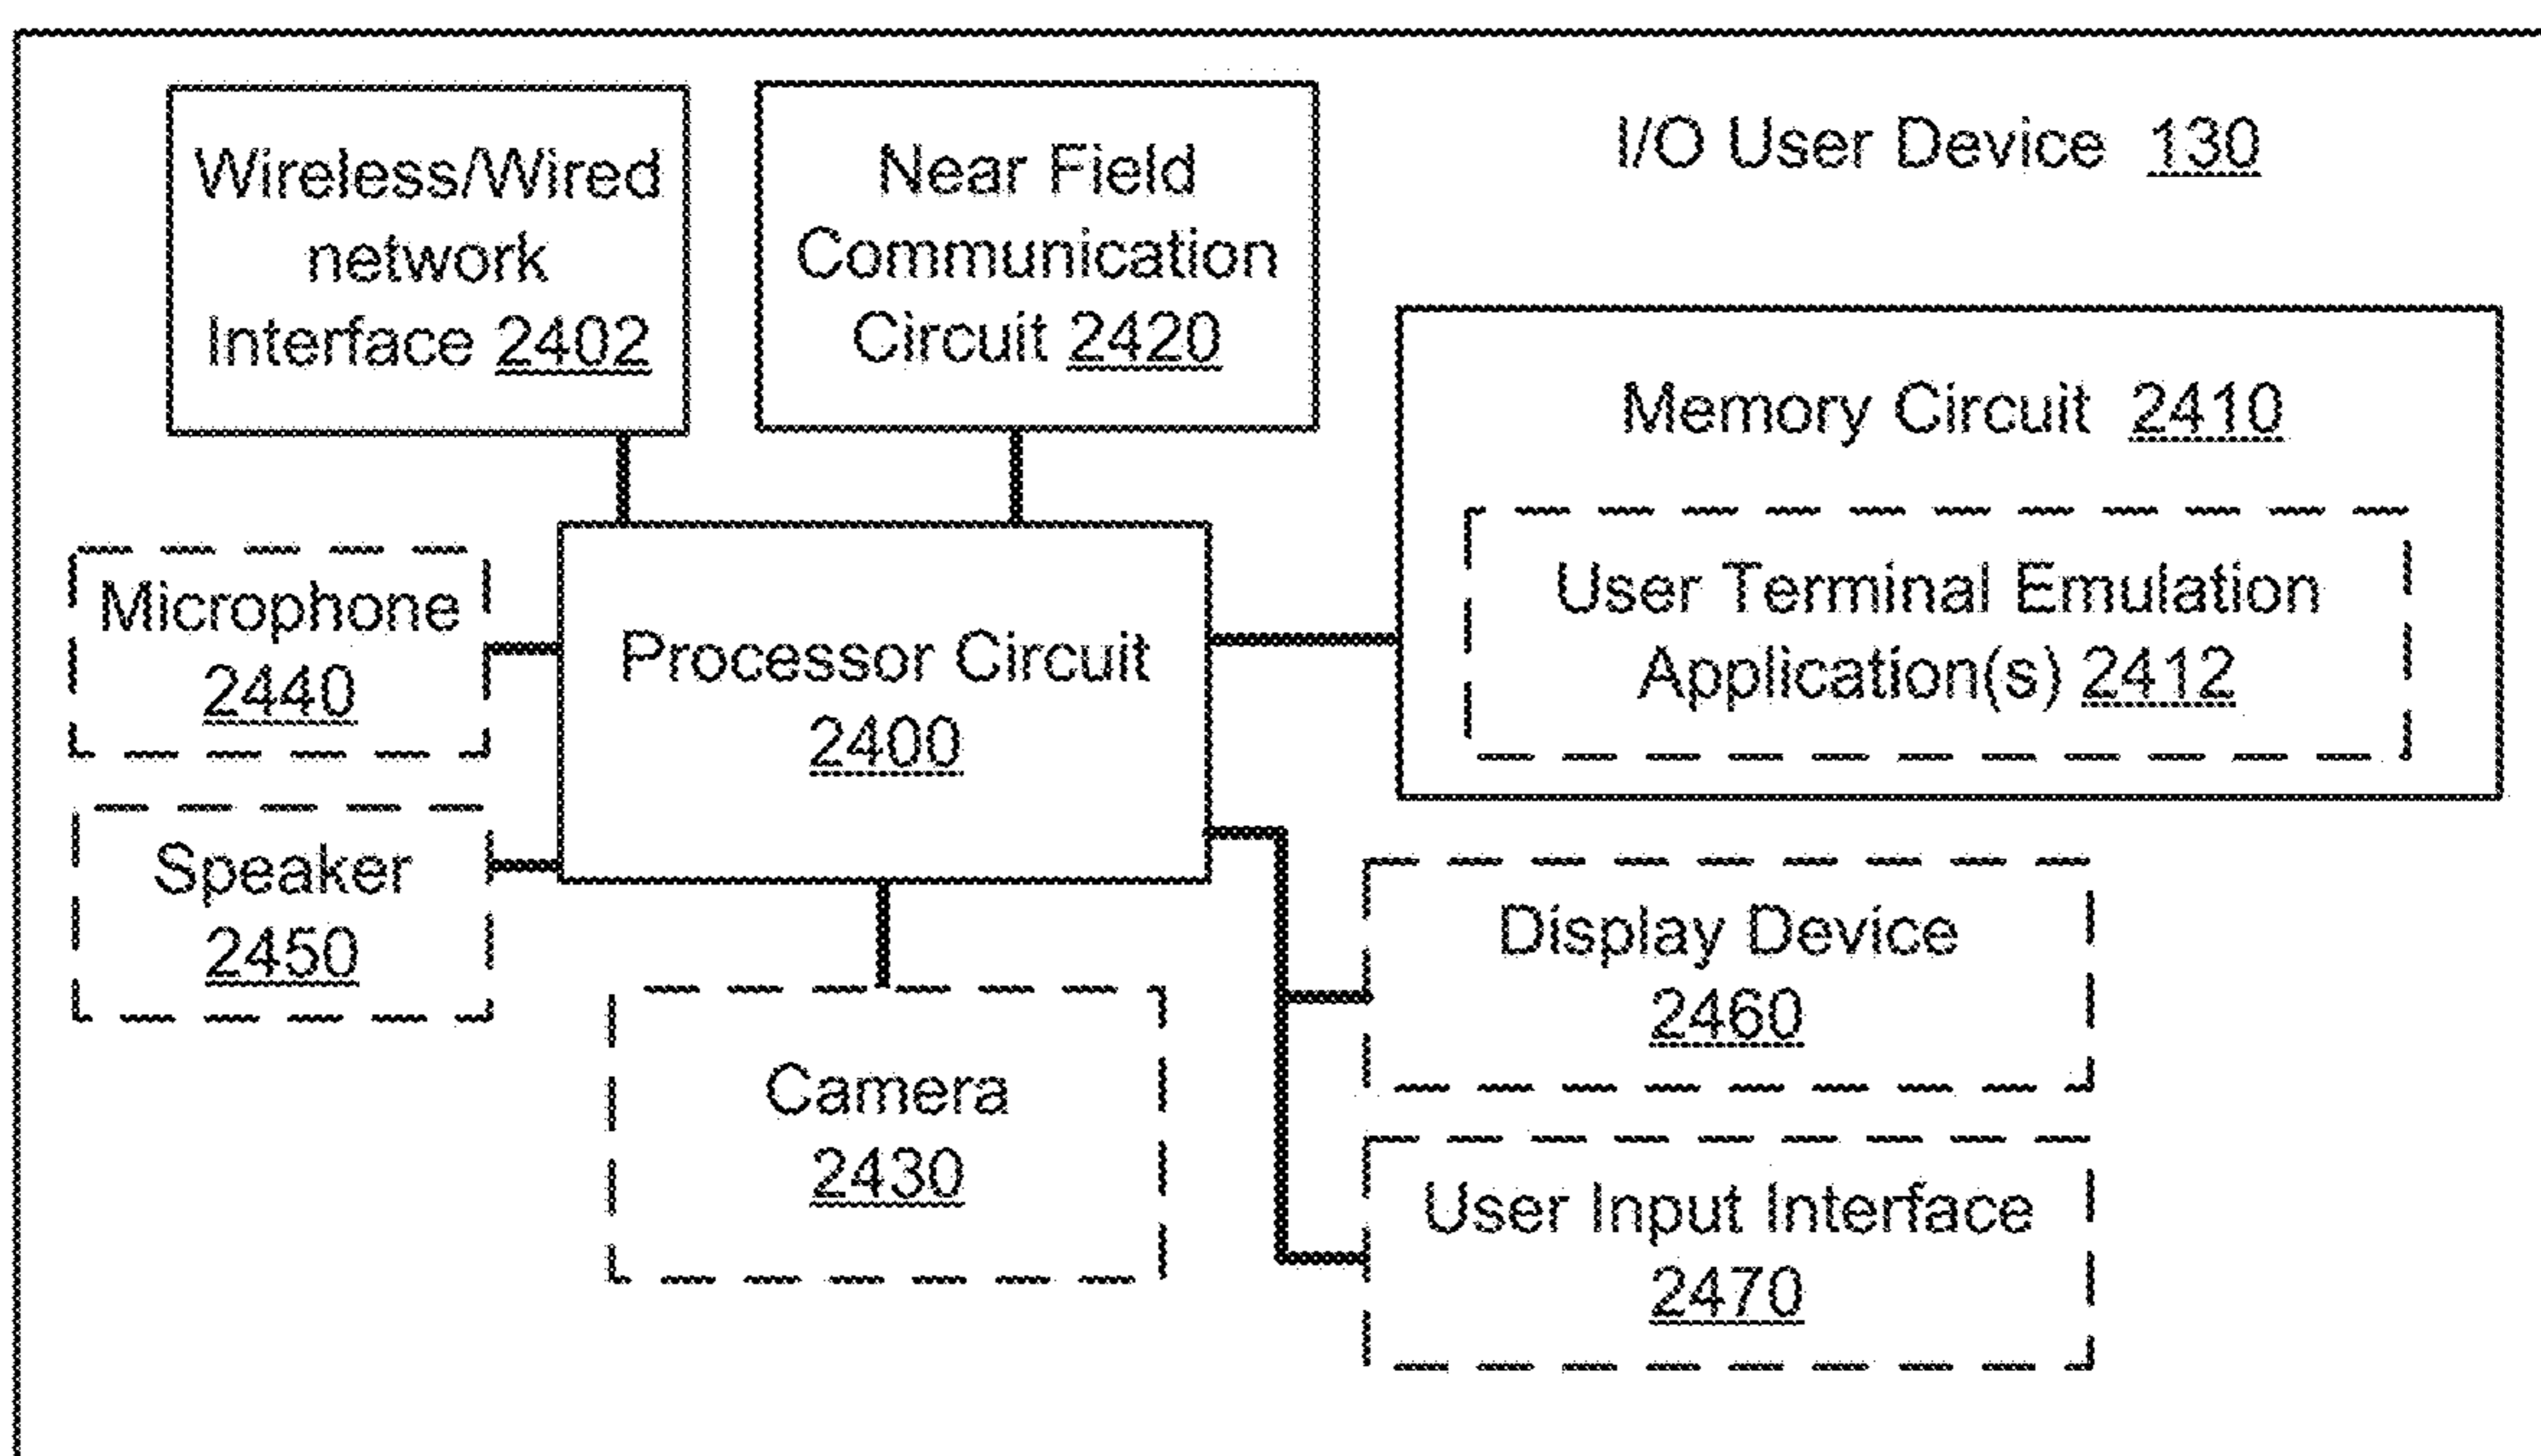 Wireless/Wired
network
Interface 2402
Near Field
Communication
Circuit 2420
I/O User Device 130
Memory Circuit 2410
User Terminal Emulation
Application(s) 2412
Microphone
2440
Processor Circuit
2400
Speaker
2450
Display Device
2460
Camera
2430
User Input Interface
2470